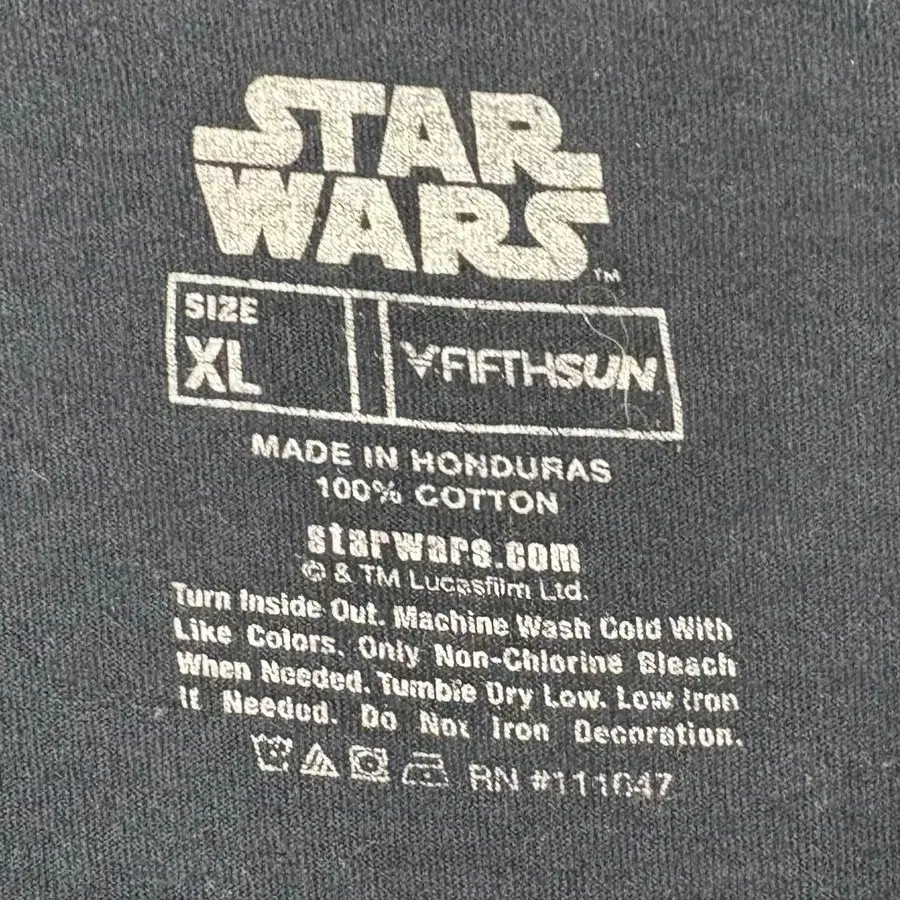 STAR
WARS
TM
SIZE
XL
FIFTHSUN
MADE IN HONDURAS
100% COTTON
starwars.com
© & TM Lucasfilm Ltd.
Turn Inside Out. Machine Wash Cold With
Like Colors. Only Non-Chlorine Bleach
When Needed. Tumble Dry Low. Low Iron
If Needed. Do Not Iron Decoration.
RN